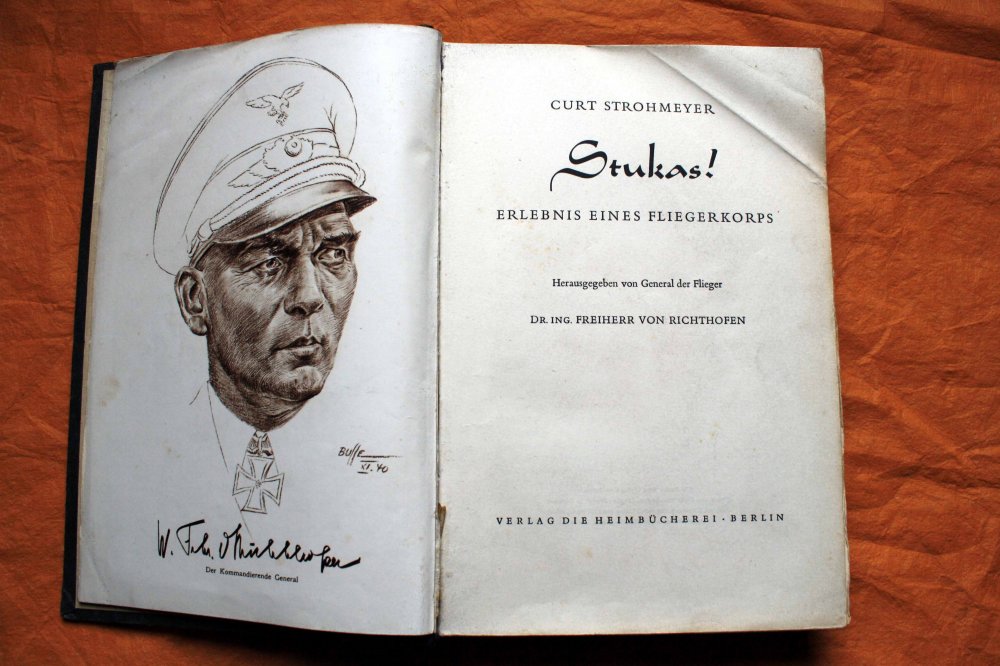 Busse
XI. 40
W. Frh. v Richthofen
Der Kommandierende General
CURT STROHMEYER
Stukas!
ERLEBNIS EINES FLIEGERKORPS
Herausgegeben von General der Flieger
DR. ING. FREIHERR VON RICHTHOFEN
VERLAG DIE HEIMBÜCHEREI · BERLIN